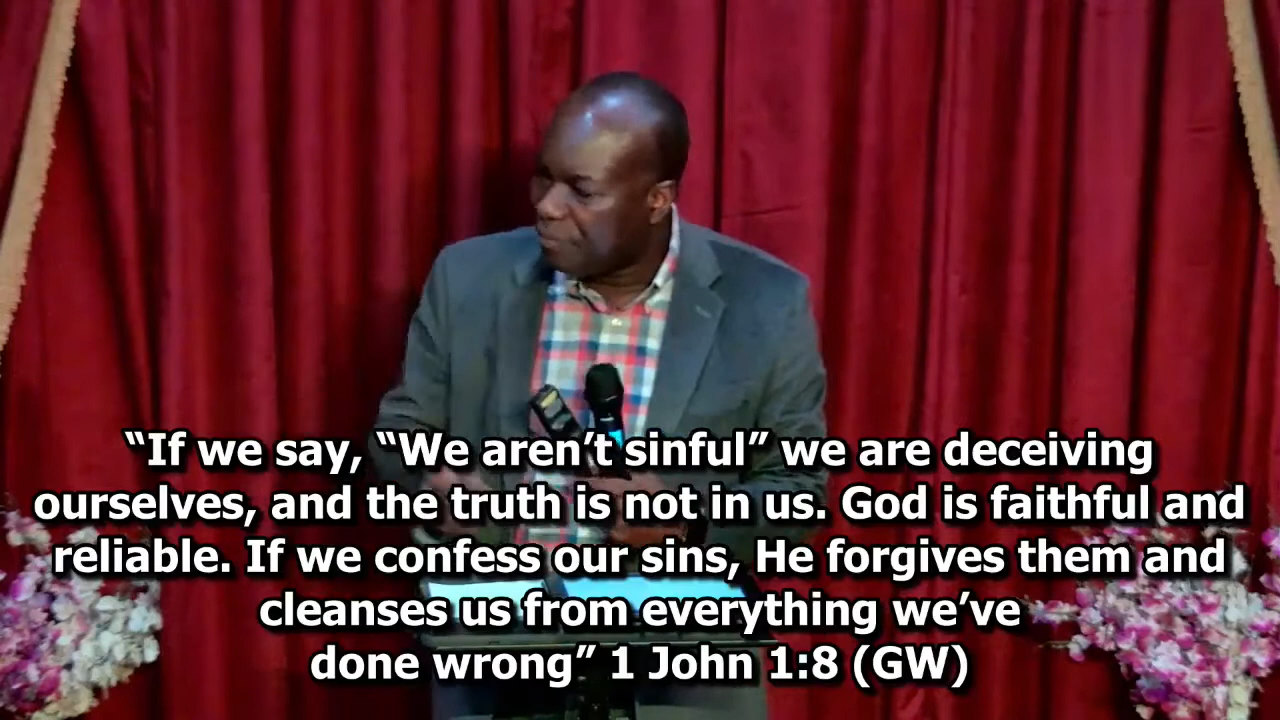 “If we say, “We aren’t sinful” we are deceiving
ourselves, and the truth is not in us. God is faithful and
reliable. If we confess our sins, He forgives them and
cleanses us from everything we’ve
done wrong” 1 John 1:8 (GW)